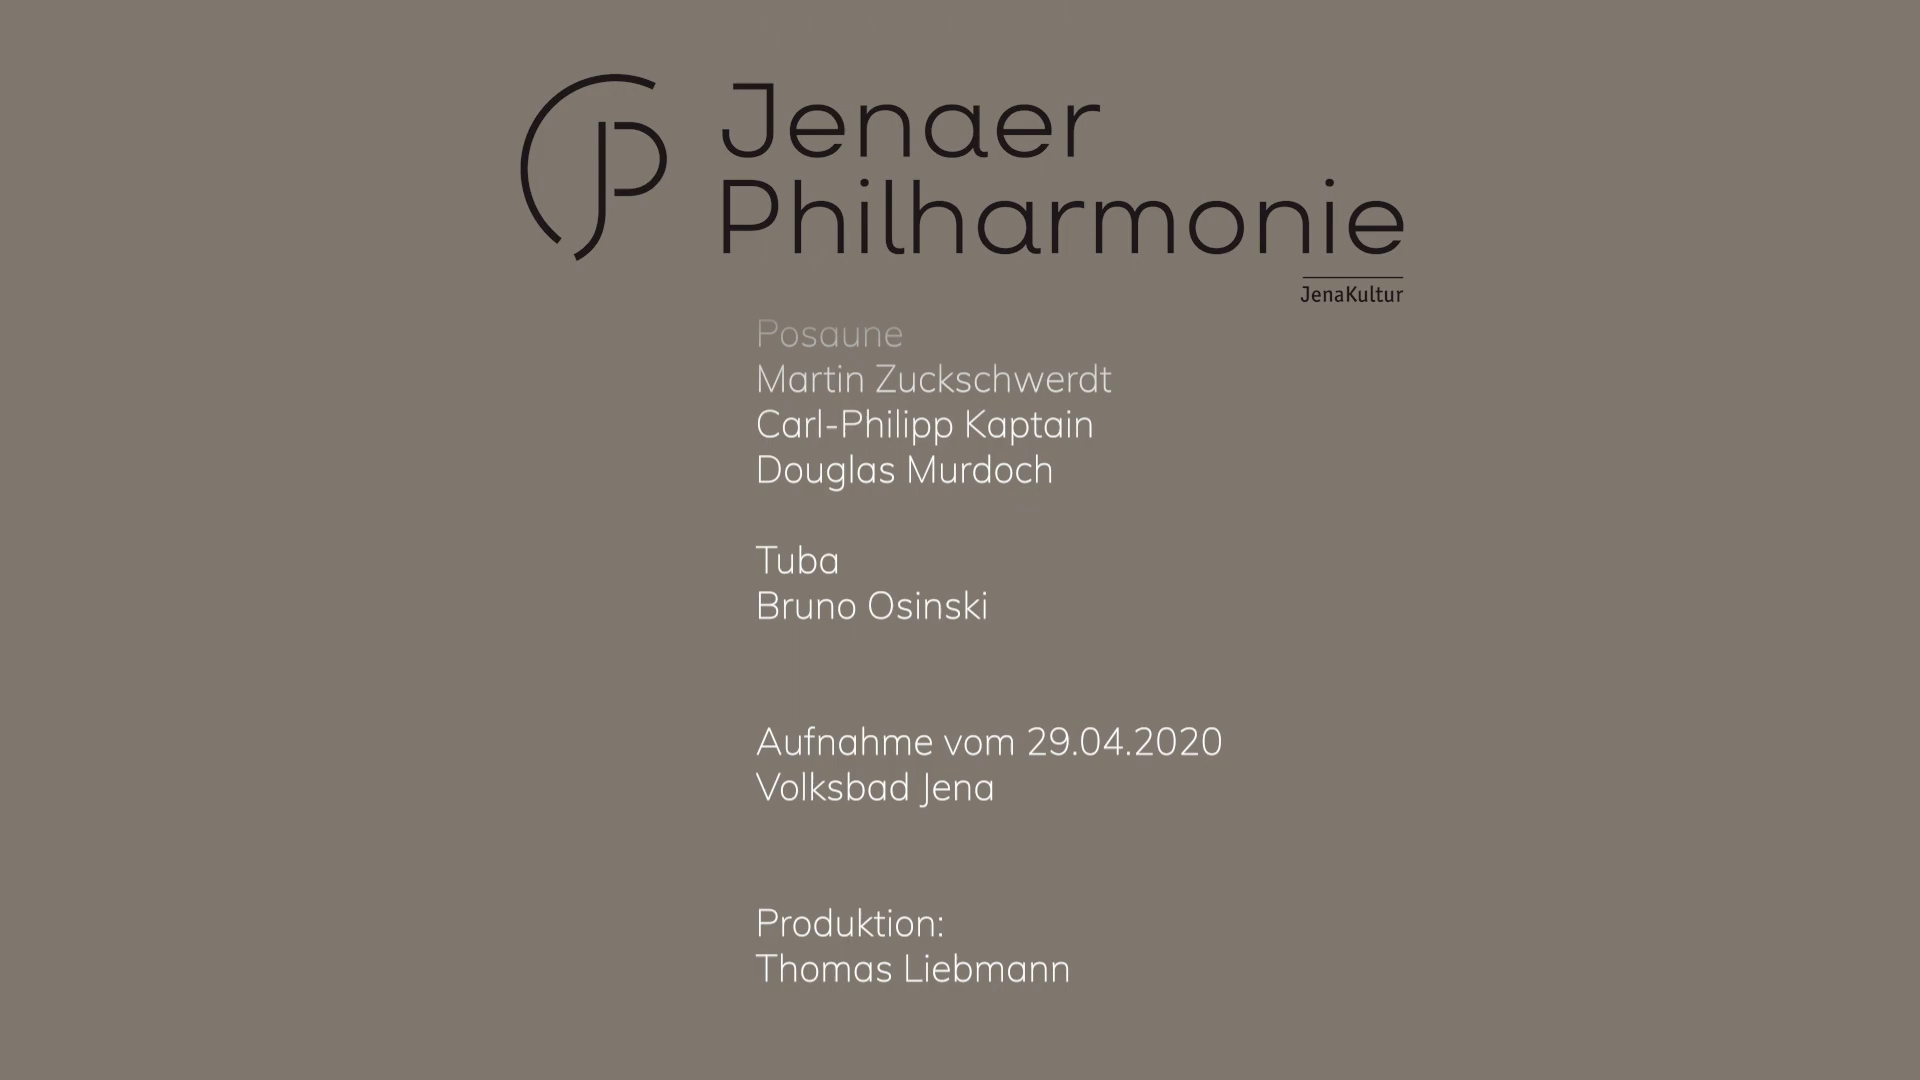 Jenaer
Philharmonie
JenaKultur
Posaune
Martin Zuckschwerdt
Carl-Philipp Kaptain
Douglas Murdoch
Tuba
Bruno Osinski
Aufnahme vom 29.04.2020
Volksbad Jena
Produktion:
Thomas Liebmann